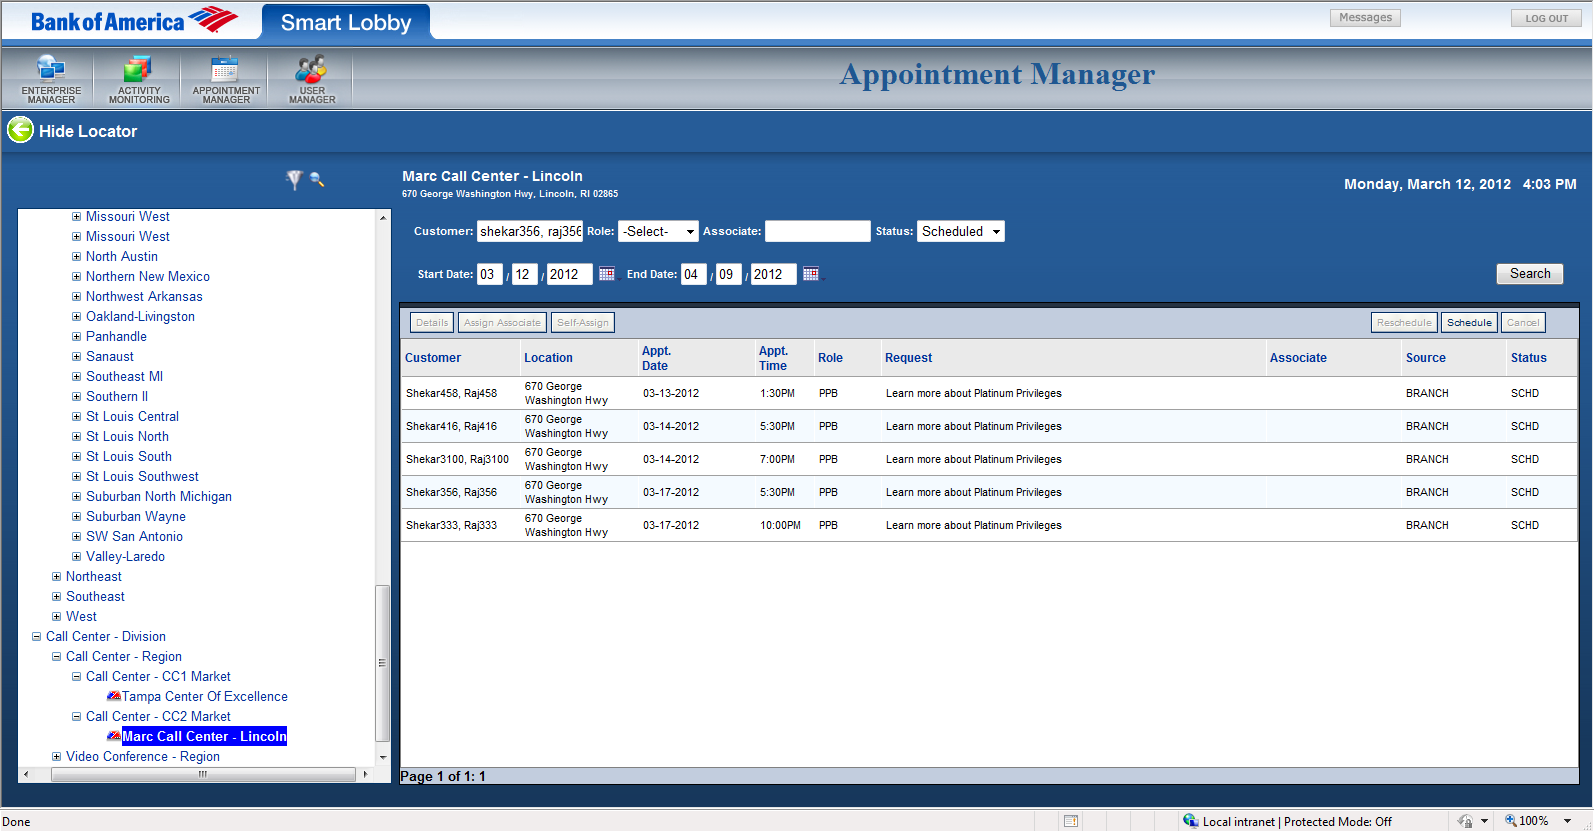 Bank of America
Smart Lobby
Messages
LOG OUT
ENTERPRISE
MANAGER
ACTIVITY
MONITORING
APPOINTMENT
MANAGER
USER
MANAGER
Appointment Manager
Hide Locator
Marc Call Center - Lincoln
670 George Washington Hwy, Lincoln, RI 02865
Monday, March 12, 2012 4:03 PM
Missouri West
Missouri West
North Austin
Northern New Mexico
Northwest Arkansas
Oakland-Livingston
Panhandle
Sanaust
Southeast MI
Southern Il
St Louis Central
St Louis North
St Louis South
St Louis Southwest
Suburban North Michigan
Suburban Wayne
SW San Antonio
Valley-Laredo
Northeast
Southeast
West
Call Center - Division
Call Center - Region
Call Center - CC1 Market
Tampa Center Of Excellence
Call Center - CC2 Market
Marc Call Center - Lincoln
Video Conference - Region
Customer: shekar356, raj356 Role: -Select- Associate: Status: Scheduled
Start Date: 03 / 12 / 2012 End Date: 04 / 09 / 2012 Search
Details Assign Associate Self-Assign Reschedule Schedule Cancel
Customer Location Appt. Date Appt. Time Role Request Associate Source Status
Shekar458, Raj458 670 George Washington Hwy 03-13-2012 1:30PM PPB Learn more about Platinum Privileges BRANCH SCHD
Shekar416, Raj416 670 George Washington Hwy 03-14-2012 5:30PM PPB Learn more about Platinum Privileges BRANCH SCHD
Shekar3100, Raj3100 670 George Washington Hwy 03-14-2012 7:00PM PPB Learn more about Platinum Privileges BRANCH SCHD
Shekar356, Raj356 670 George Washington Hwy 03-17-2012 5:30PM PPB Learn more about Platinum Privileges BRANCH SCHD
Shekar333, Raj333 670 George Washington Hwy 03-17-2012 10:00PM PPB Learn more about Platinum Privileges BRANCH SCHD
Page 1 of 1: 1
Done
Local intranet | Protected Mode: Off
100%